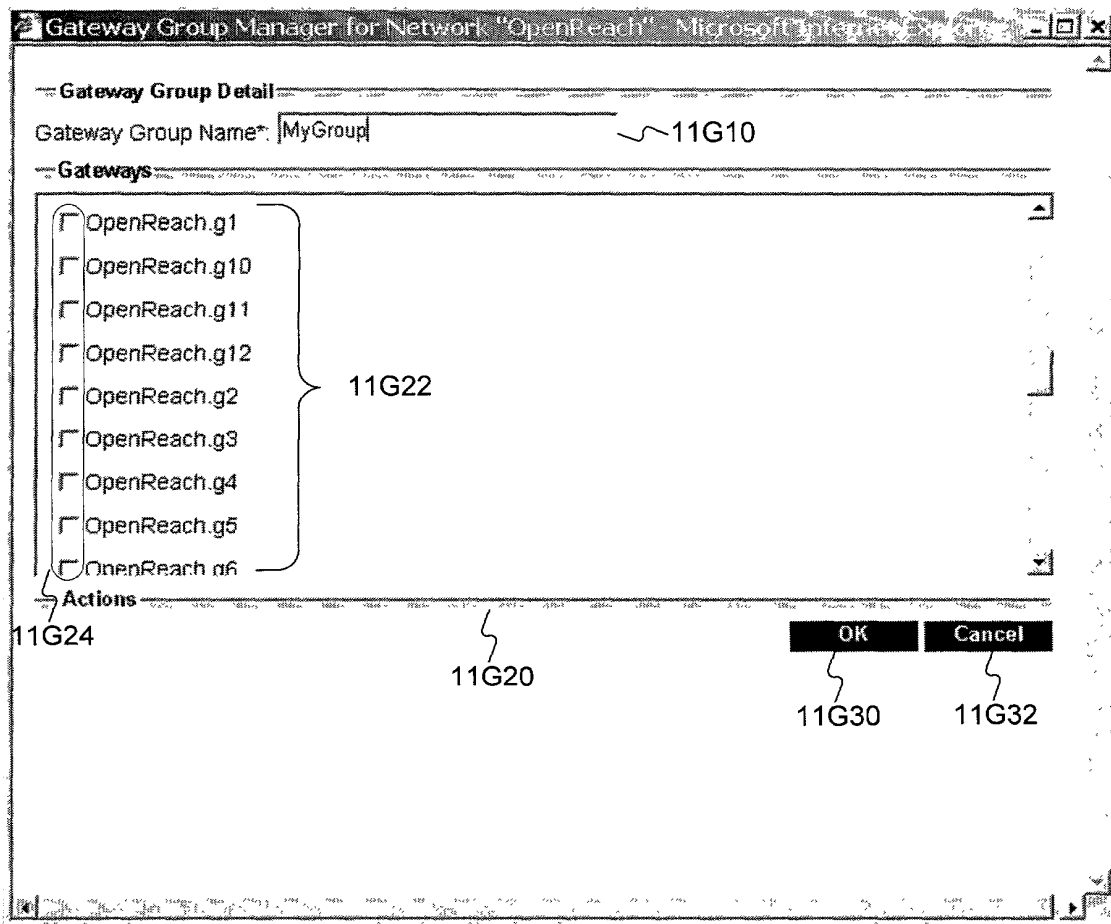 Gateway Group Manager for Network "OpenReach" - Microsoft Internet Explorer
Gateway Group Detail
Gateway Group Name*: MyGroup 11G10
Gateways
OpenReach.g1
OpenReach.g10
OpenReach.g11
OpenReach.g12
OpenReach.g2 11G22
OpenReach.g3
OpenReach.g4
OpenReach.g5
OpenReach.g6
Actions
11G24 OK Cancel
11G20
11G30 11G32